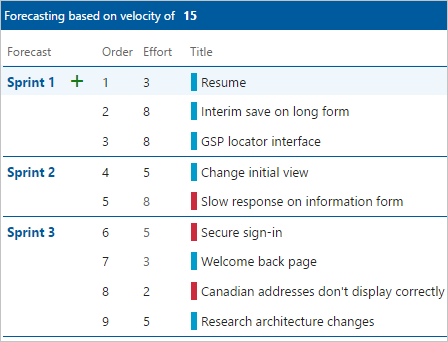 Forecasting based on velocity of 15
Forecast Order Effort Title
Sprint 1 + 1 3 Resume
2 8 Interim save on long form
3 8 GSP locator interface
Sprint 2 4 5 Change initial view
5 8 Slow response on information form
Sprint 3 6 5 Secure sign-in
7 3 Welcome back page
8 2 Canadian addresses don't display correctly
9 5 Research architecture changes